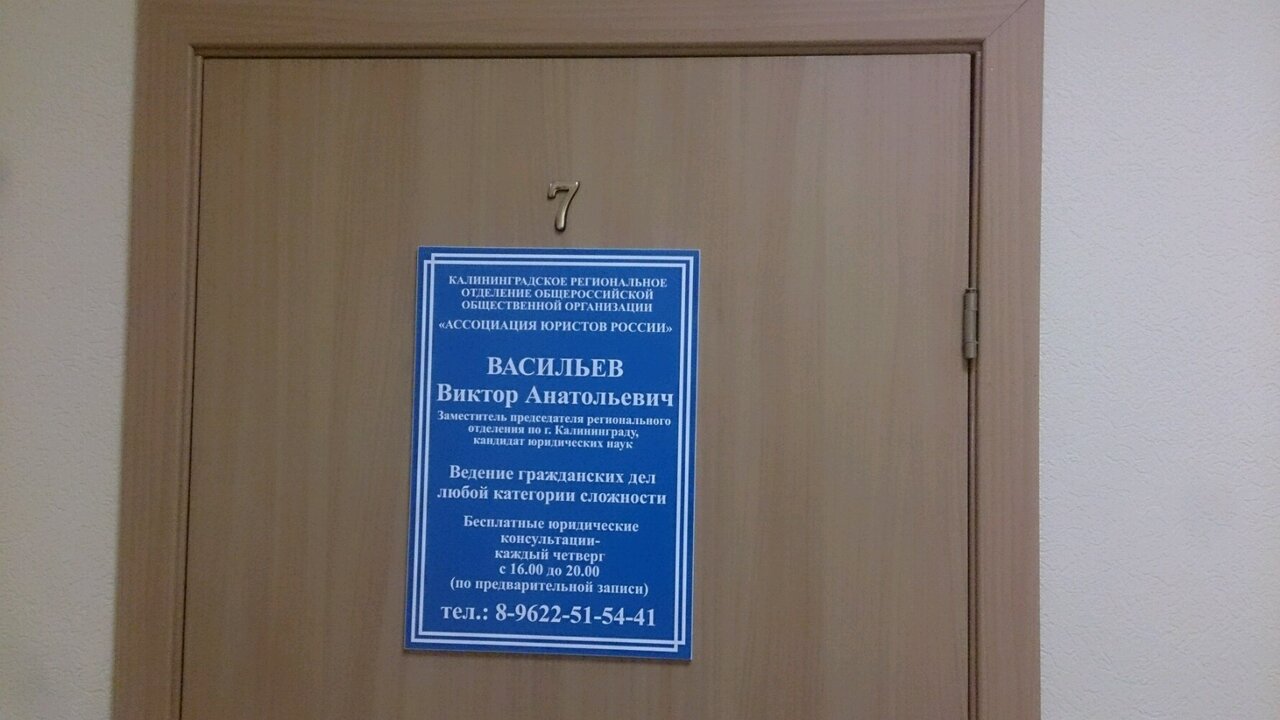 7
КАЛИНИНГРАДСКОЕ РЕГИОНАЛЬНОЕ
ОТДЕЛЕНИЕ ОБЩЕРОССИЙСКОЙ
ОБЩЕСТВЕННОЙ ОРГАНИЗАЦИИ
«АССОЦИАЦИЯ ЮРИСТОВ РОССИИ»
ВАСИЛЬЕВ
Виктор Анатольевич
Заместитель председателя регионального
отделения по г. Калининграду,
кандидат юридических наук
Ведение гражданских дел
любой категории сложности
Бесплатные юридические
консультации-
каждый четверг
с 16.00 до 20.00
(по предварительной записи)
тел.: 8-9622-51-54-41